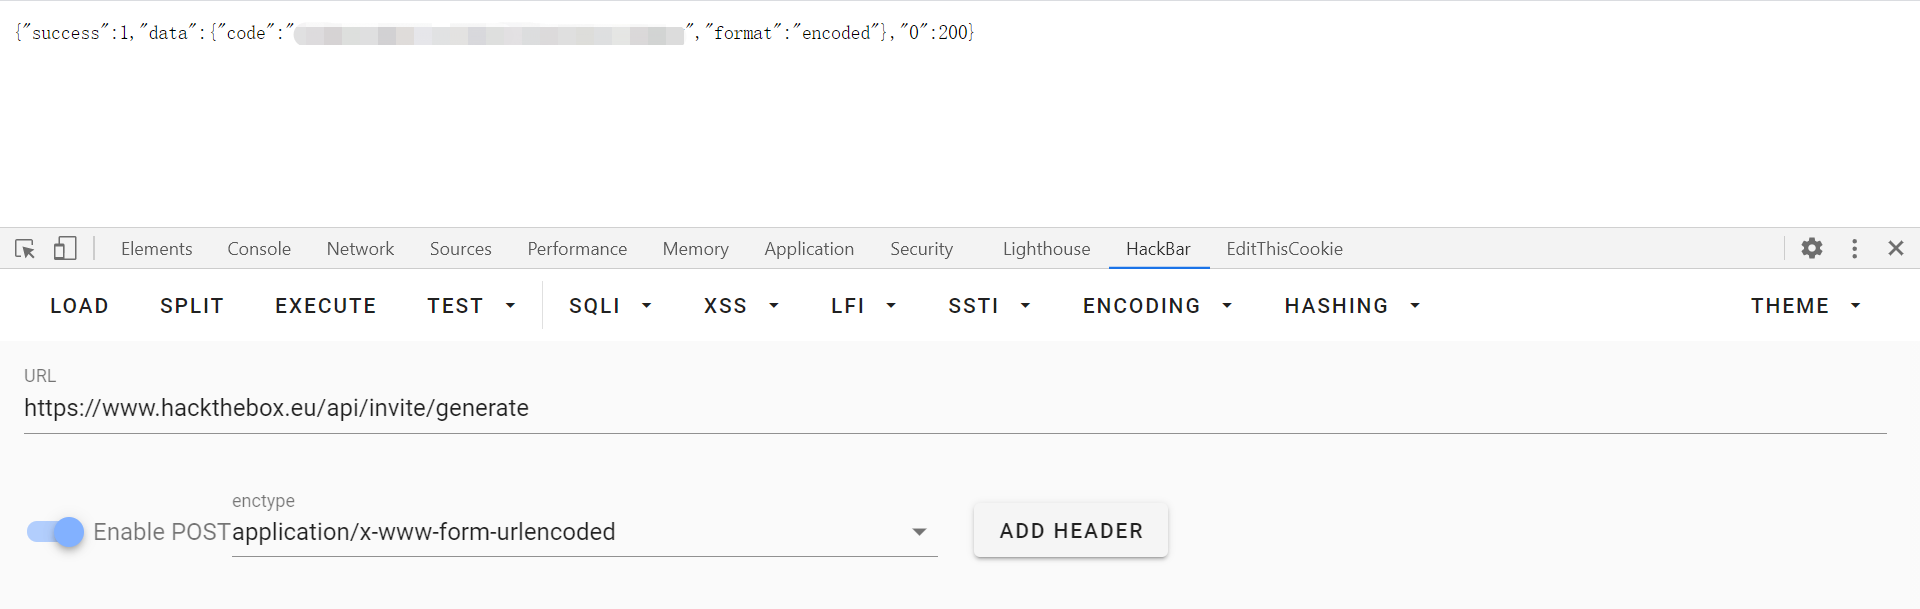 {"success":1,"data":{"code":"","format":"encoded"},"0":200}
Elements Console Network Sources Performance Memory Application Security Lighthouse HackBar EditThisCookie
LOAD SPLIT EXECUTE TEST SQLI XSS LFI SSTI ENCODING HASHING THEME
URL
https://www.hackthebox.eu/api/invite/generate
enctype
Enable POST application/x-www-form-urlencoded ADD HEADER